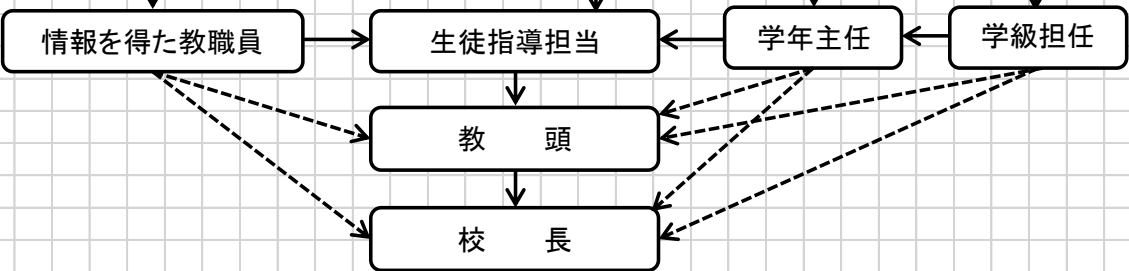 情報を得た教職員
生徒指導担当
学年主任
学級担任
教　　頭
校　　長